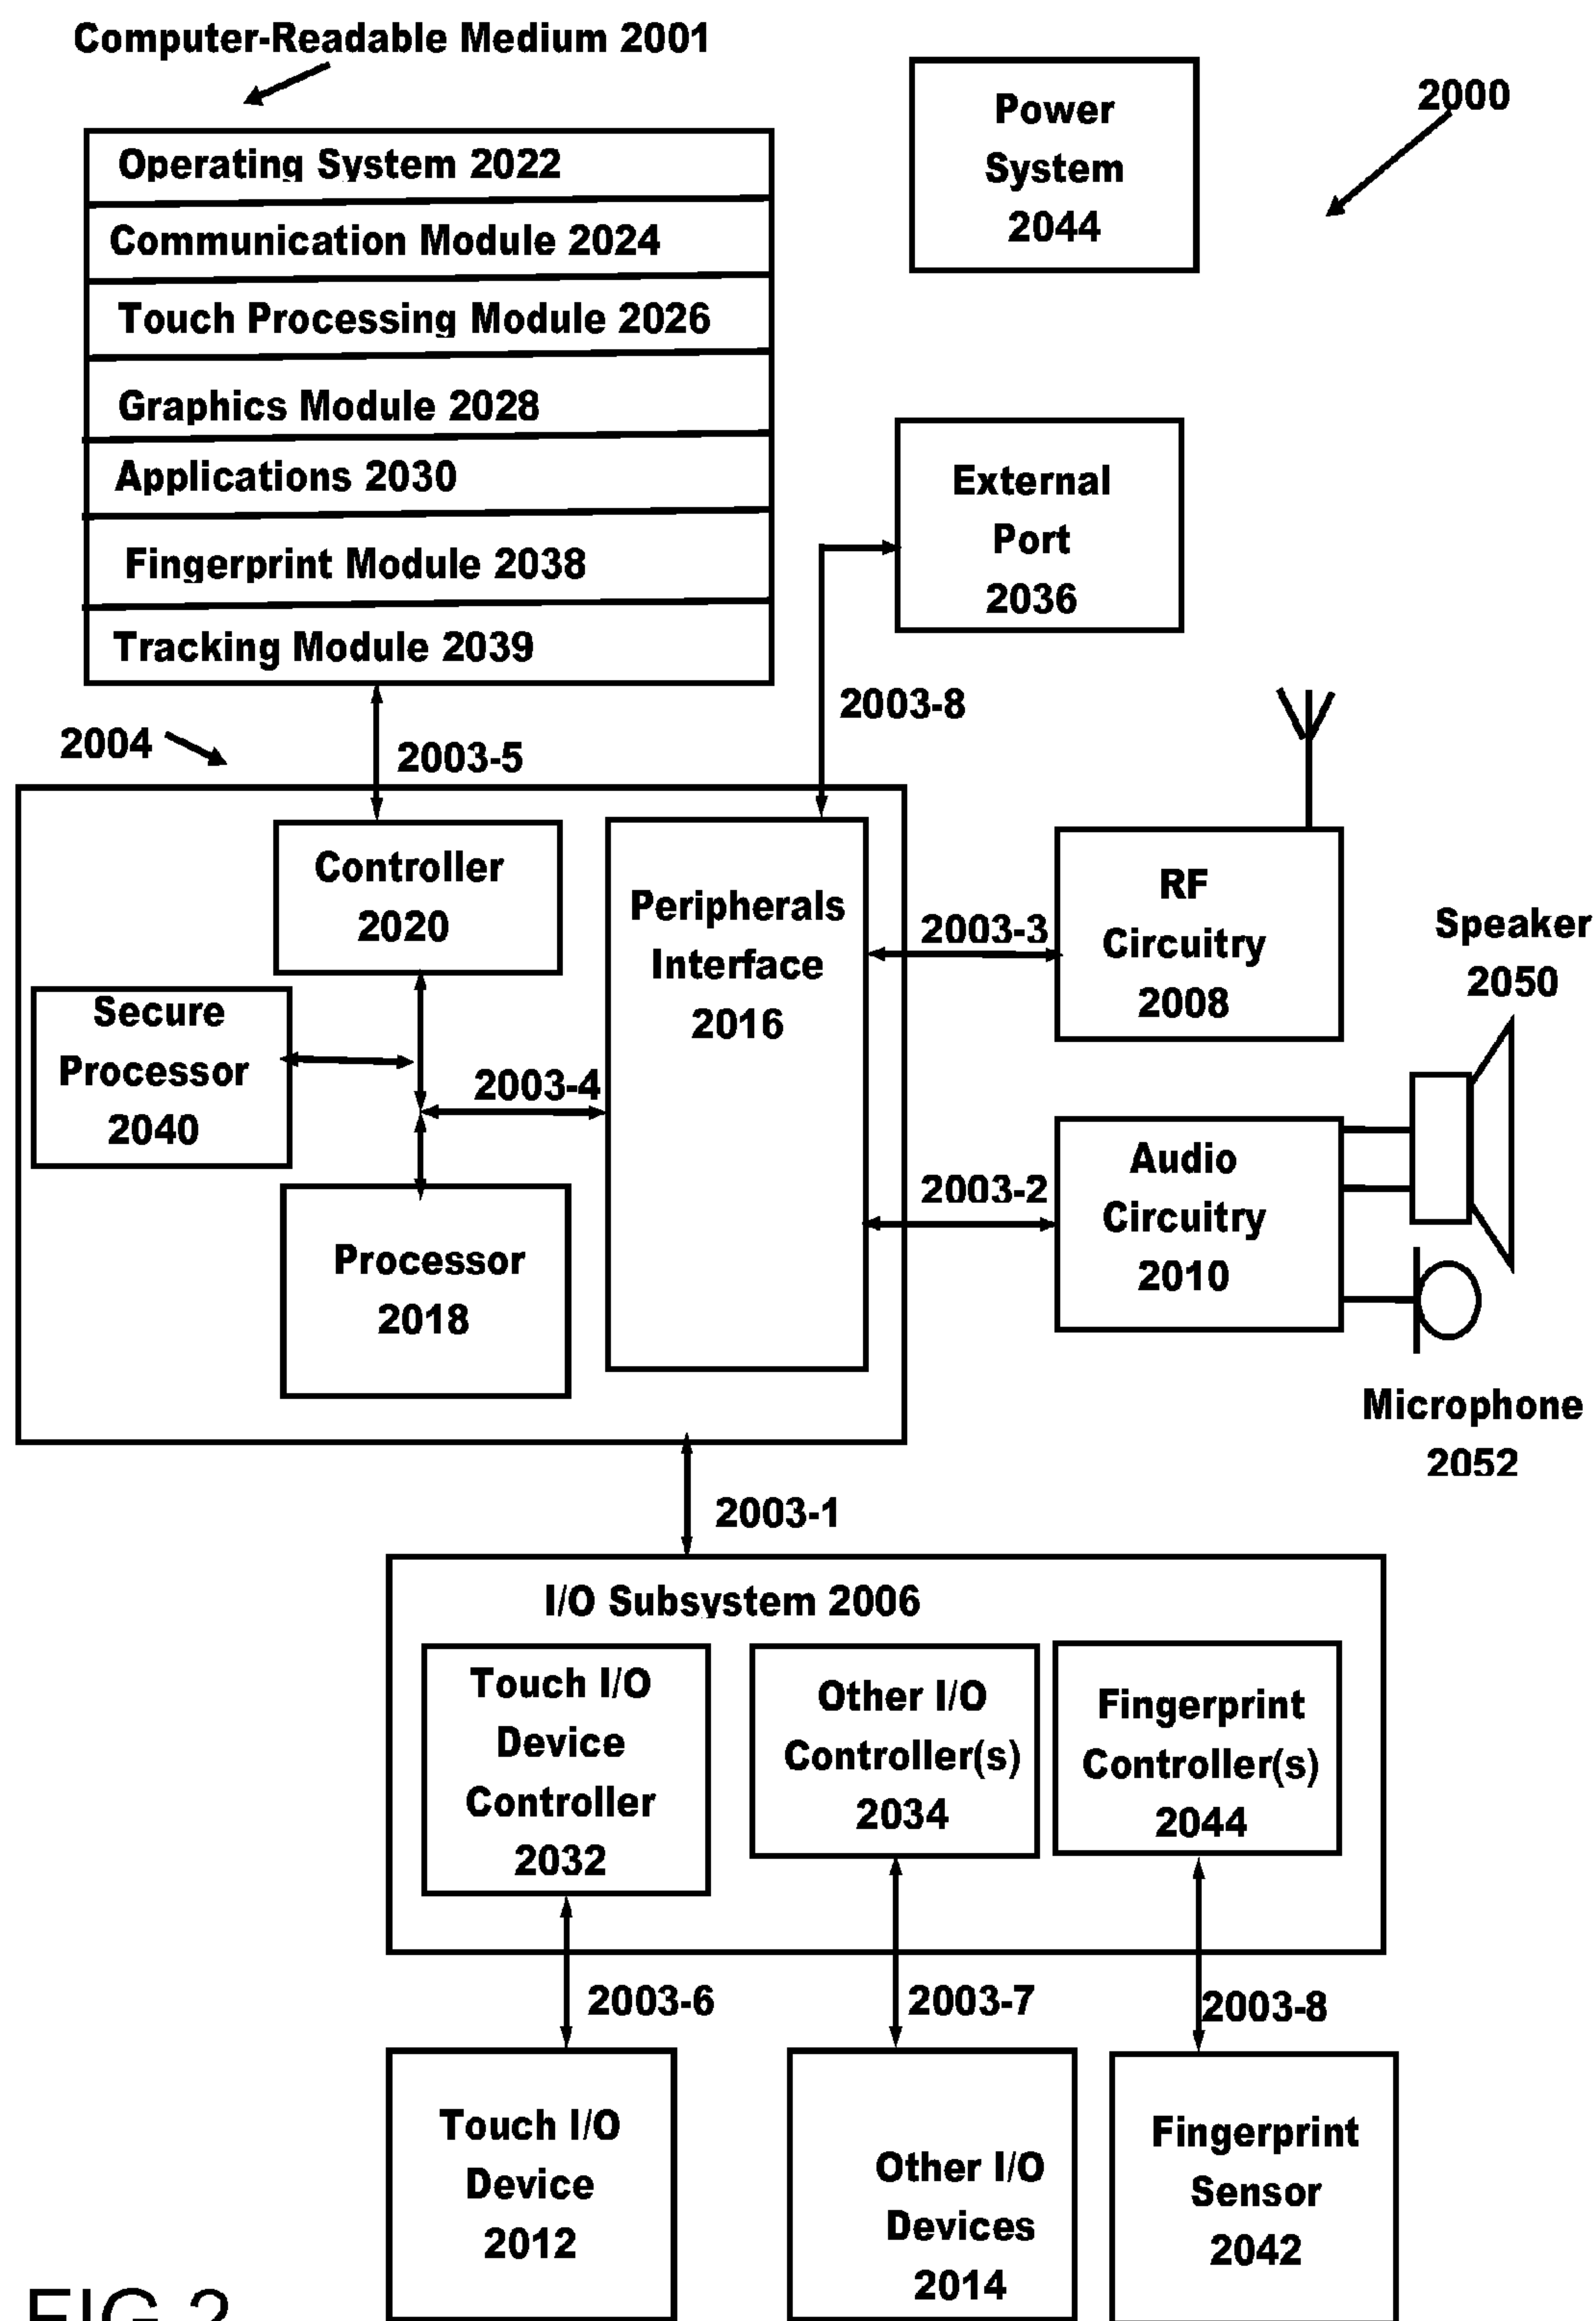 Computer-Readable Medium 2001
2000
Power
System
2044
Operating System 2022
Communication Module 2024
Touch Processing Module 2026
Graphics Module 2028
Applications 2030
Fingerprint Module 2038
Tracking Module 2039
External
Port
2036
2003-8
2004
2003-5
Controller
2020
Peripherals
Interface
2016
Secure
Processor
2040
2003-4
Processor
2018
2003-3
RF
Circuitry
2008
Speaker
2050
2003-2
Audio
Circuitry
2010
Microphone
2052
2003-1
I/O Subsystem 2006
Touch I/O
Device
Controller
2032
Other I/O
Controller(s)
2034
Fingerprint
Controller(s)
2044
2003-6
2003-7
2003-8
Touch I/O
Device
2012
Other I/O
Devices
2014
Fingerprint
Sensor
2042
FIG 2